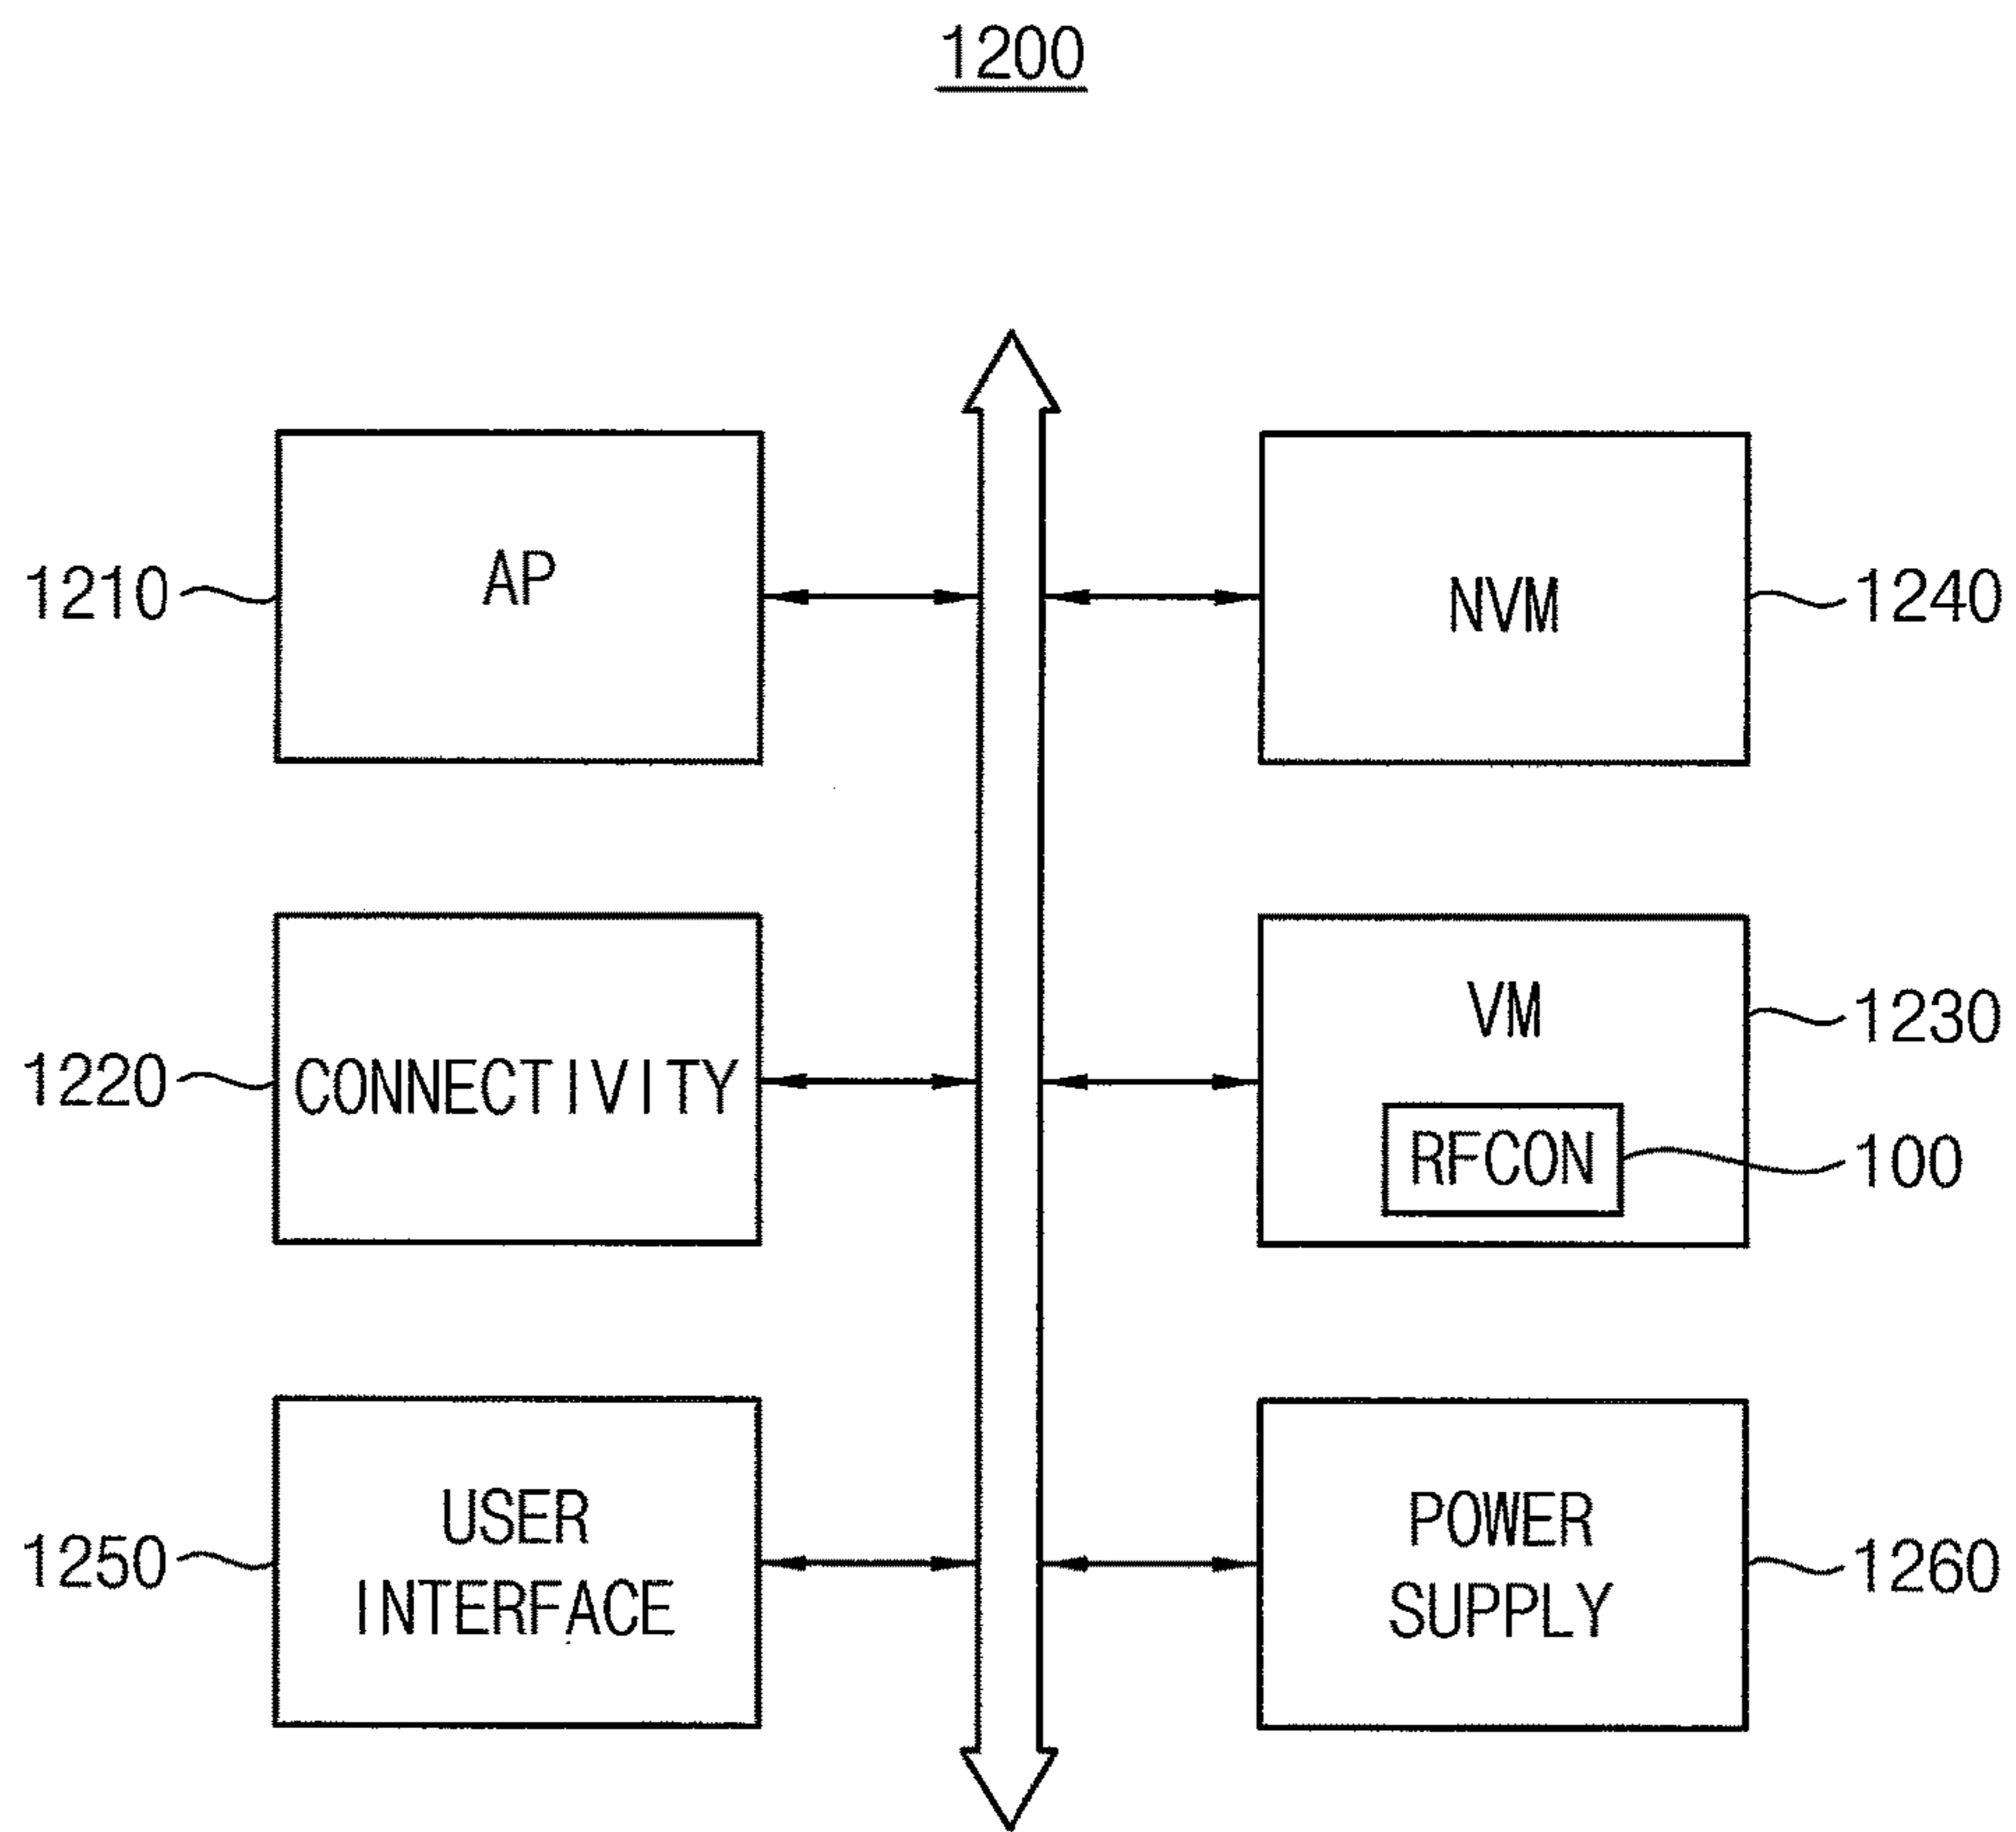 1200
AP
1210
NVM
1240
CONNECTIVITY
1220
VM
1230
RFCON
100
USER
INTERFACE
1250
POWER
SUPPLY
1260